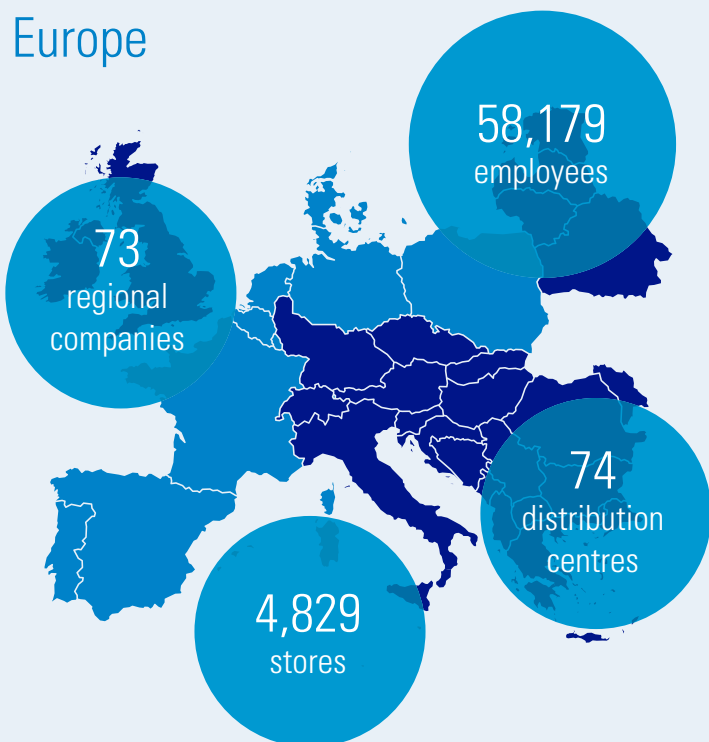 Europe
58,179
employees
73
regional
companies
74
distribution
centres
4,829
stores